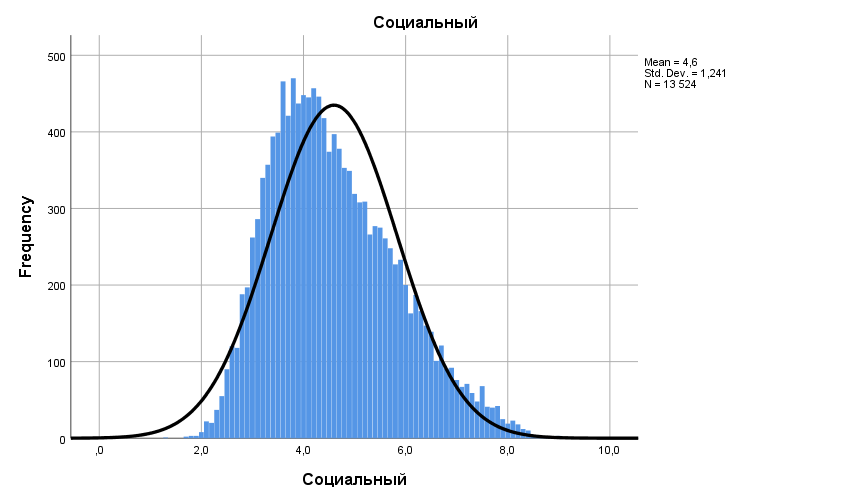 Социальный
Mean = 4,6
Std. Dev. = 1,241
N = 13 524
500
400
300
200
100
0
Frequency
,0
2,0
4,0
6,0
8,0
10,0
Социальный